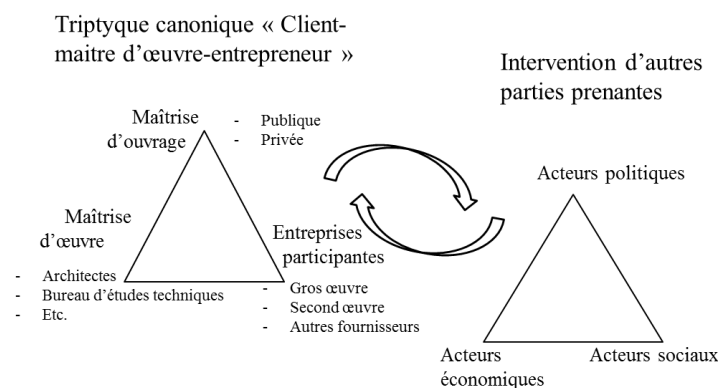 Triptyque canonique « Client-
maitre d’œuvre-entrepreneur »
Intervention d’autres
parties prenantes
Maîtrise
d’ouvrage
- Publique
- Privée
Maîtrise
d’œuvre
- Architectes
- Bureau d’études techniques
- Etc.
Entreprises
participantes
- Gros œuvre
- Second œuvre
- Autres fournisseurs
Acteurs politiques
Acteurs
économiques
Acteurs sociaux